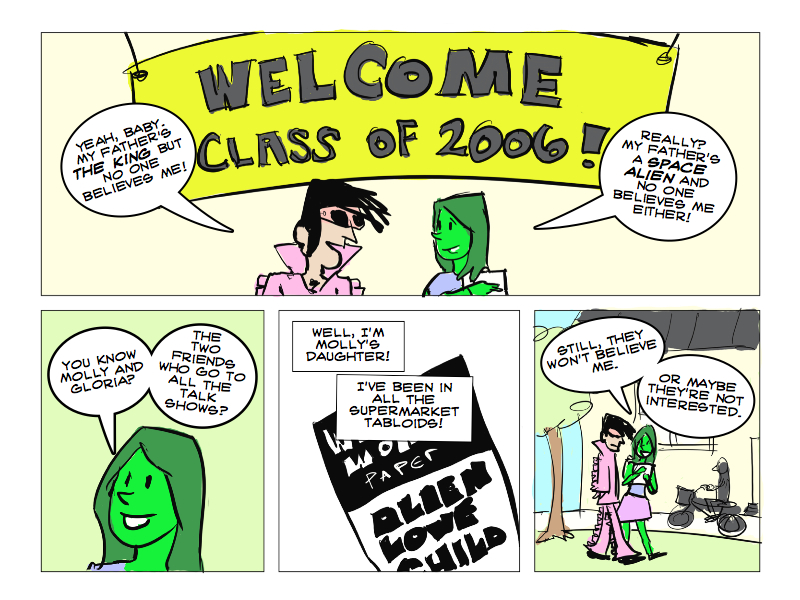 WELCOME
CLASS OF 2006!
YEAH, BABY.
MY FATHER'S
THE KING BUT
NO ONE
BELIEVES ME!
REALLY?
MY FATHER'S
A SPACE
ALIEN AND
NO ONE
BELIEVES ME
EITHER!
YOU KNOW
MOLLY AND
GLORIA?
THE
TWO
FRIENDS
WHO GO TO
ALL THE
TALK
SHOWS?
WELL, I'M
MOLLY'S
DAUGHTER!
I'VE BEEN IN
ALL THE
SUPERMARKET
TABLOIDS!
PAPER
ALIEN
LOVE
CHILD
STILL, THEY
WON'T BELIEVE
ME.
OR MAYBE
THEY'RE NOT
INTERESTED.